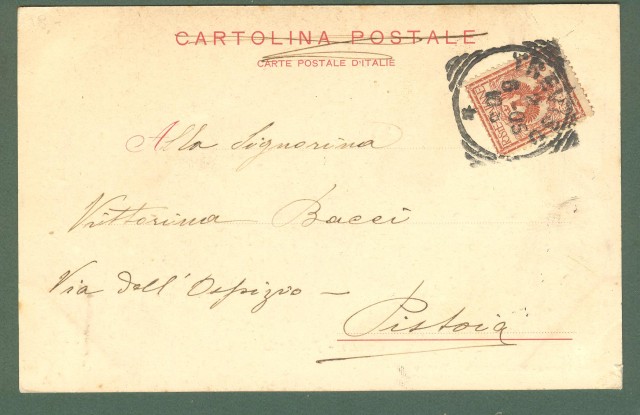 CARTOLINA POSTALE
CARTE POSTALE D'ITALIE
Alla Signorina
Vittorina Bacci
Via dell'Ospizio —
Pistoia